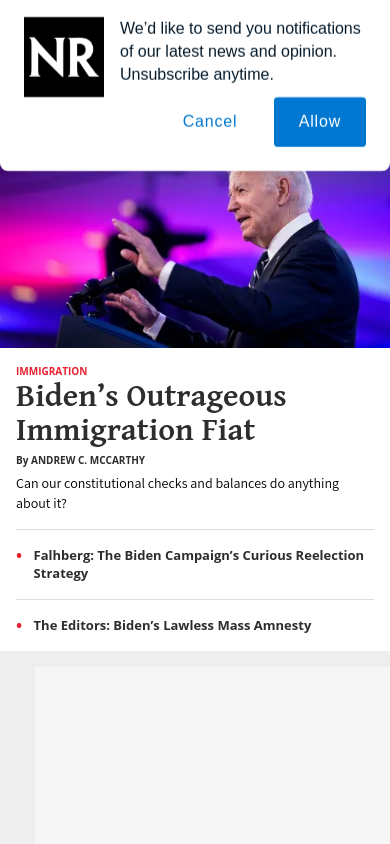 NR
We’d like to send you notifications
of our latest news and opinion.
Unsubscribe anytime.
Cancel
Allow
IMMIGRATION
Biden’s Outrageous
Immigration Fiat
By ANDREW C. MCCARTHY
Can our constitutional checks and balances do anything
about it?
• Falhberg: The Biden Campaign’s Curious Reelection
Strategy
• The Editors: Biden’s Lawless Mass Amnesty